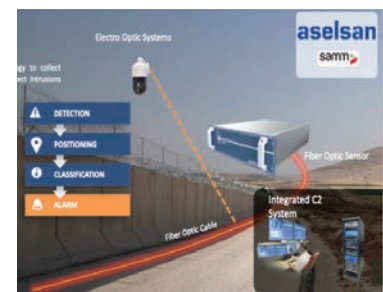 aselsan
samm
Electro Optic Systems
gy to collect
ect intrusions
DETECTION
POSITIONING
CLASSIFICATION
ALARM
Fiber Optic Sensor
Fiber Optic Cable
Integrated C2
System